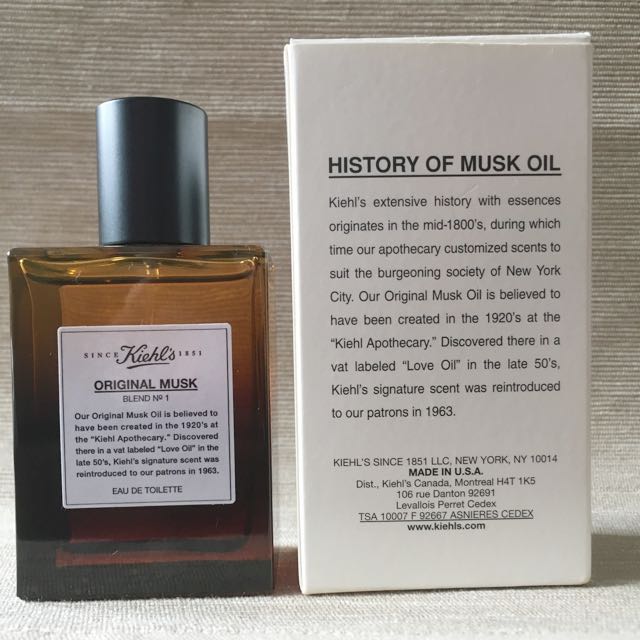 SINCE Kiehl's 1851
ORIGINAL MUSK
BLEND Nº 1
Our Original Musk Oil is believed to
have been created in the 1920's at
the “Kiehl Apothecary.” Discovered
there in a vat labeled “Love Oil” in the
late 50's, Kiehl's signature scent was
reintroduced to our patrons in 1963.
EAU DE TOILETTE
HISTORY OF MUSK OIL
Kiehl's extensive history with essences
originates in the mid-1800's, during which
time our apothecary customized scents to
suit the burgeoning society of New York
City. Our Original Musk Oil is believed to
have been created in the 1920's at the
“Kiehl Apothecary.” Discovered there in a
vat labeled “Love Oil” in the late 50's,
Kiehl's signature scent was reintroduced
to our patrons in 1963.
KIEHL'S SINCE 1851 LLC, NEW YORK, NY 10014
MADE IN U.S.A.
Dist., Kiehl's Canada, Montreal H4T 1K5
106 rue Danton 92691
Levallois Perret Cedex
TSA 10007 F 92667 ASNIERES CEDEX
www.kiehls.com